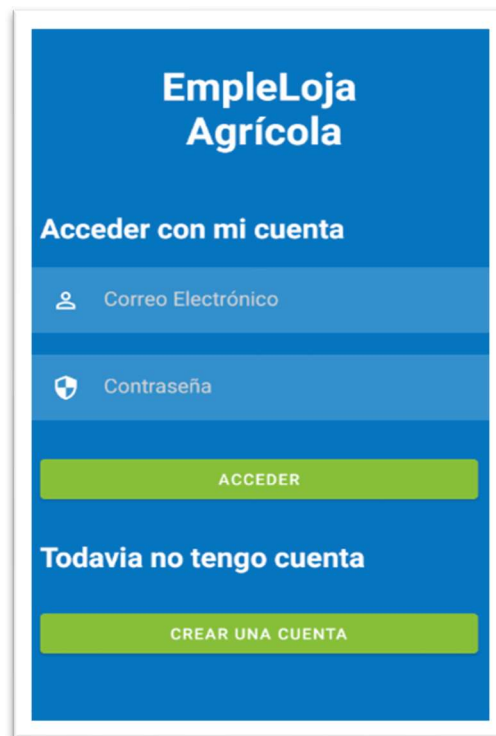 EmpleLoja
Agrícola
Acceder con mi cuenta
Correo Electrónico
Contraseña
ACCEDER
Todavia no tengo cuenta
CREAR UNA CUENTA